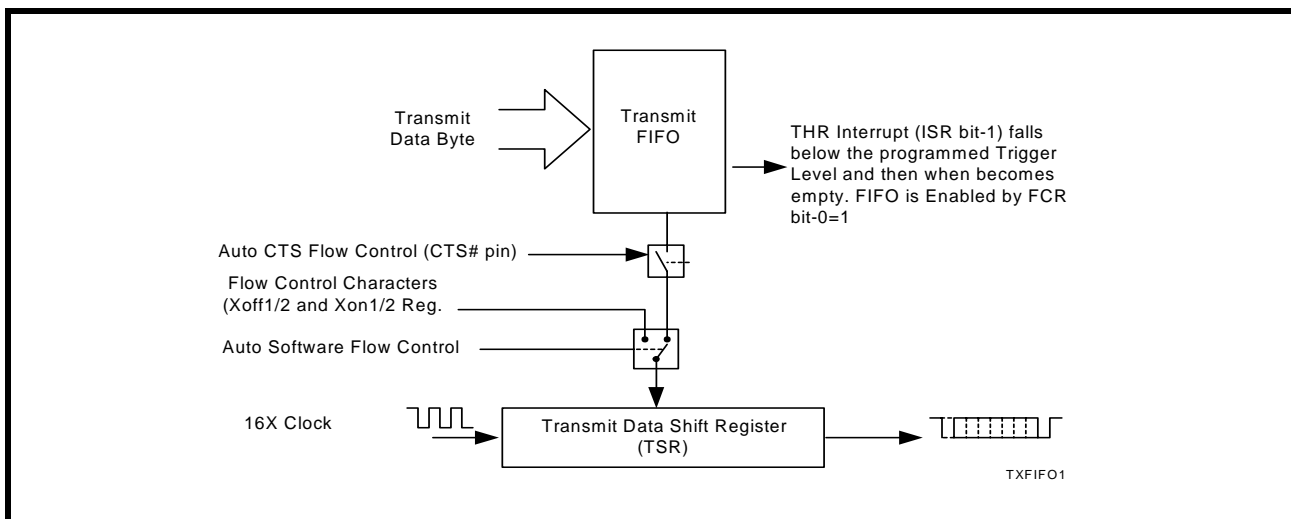 Transmit
FIFO
Transmit
Data Byte
THR Interrupt (ISR bit-1) falls
below the programmed Trigger
Level and then when becomes
empty. FIFO is Enabled by FCR
bit-0=1
Auto CTS Flow Control (CTS# pin)
Flow Control Characters
(Xoff1/2 and Xon1/2 Reg.
Auto Software Flow Control
16X Clock
Transmit Data Shift Register
(TSR)
TXFIFO1